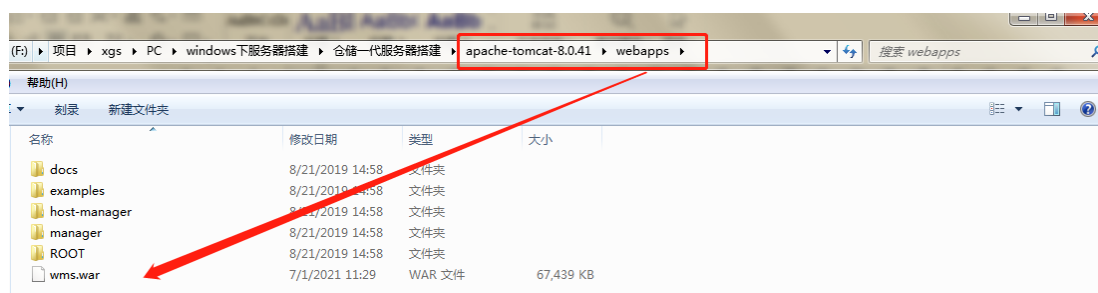 (F:) 项目 xgs PC windows下服务器搭建 仓储一代服务器搭建 apache-tomcat-8.0.41 webapps 搜索 webapps
帮助(H)
刻录 新建文件夹
名称 修改日期 类型 大小
docs 8/21/2019 14:58 文件夹
examples 8/21/2019 14:58 文件夹
host-manager 8/21/2019 14:58 文件夹
manager 8/21/2019 14:58 文件夹
ROOT 8/21/2019 14:58 文件夹
wms.war 7/1/2021 11:29 WAR 文件 67,439 KB